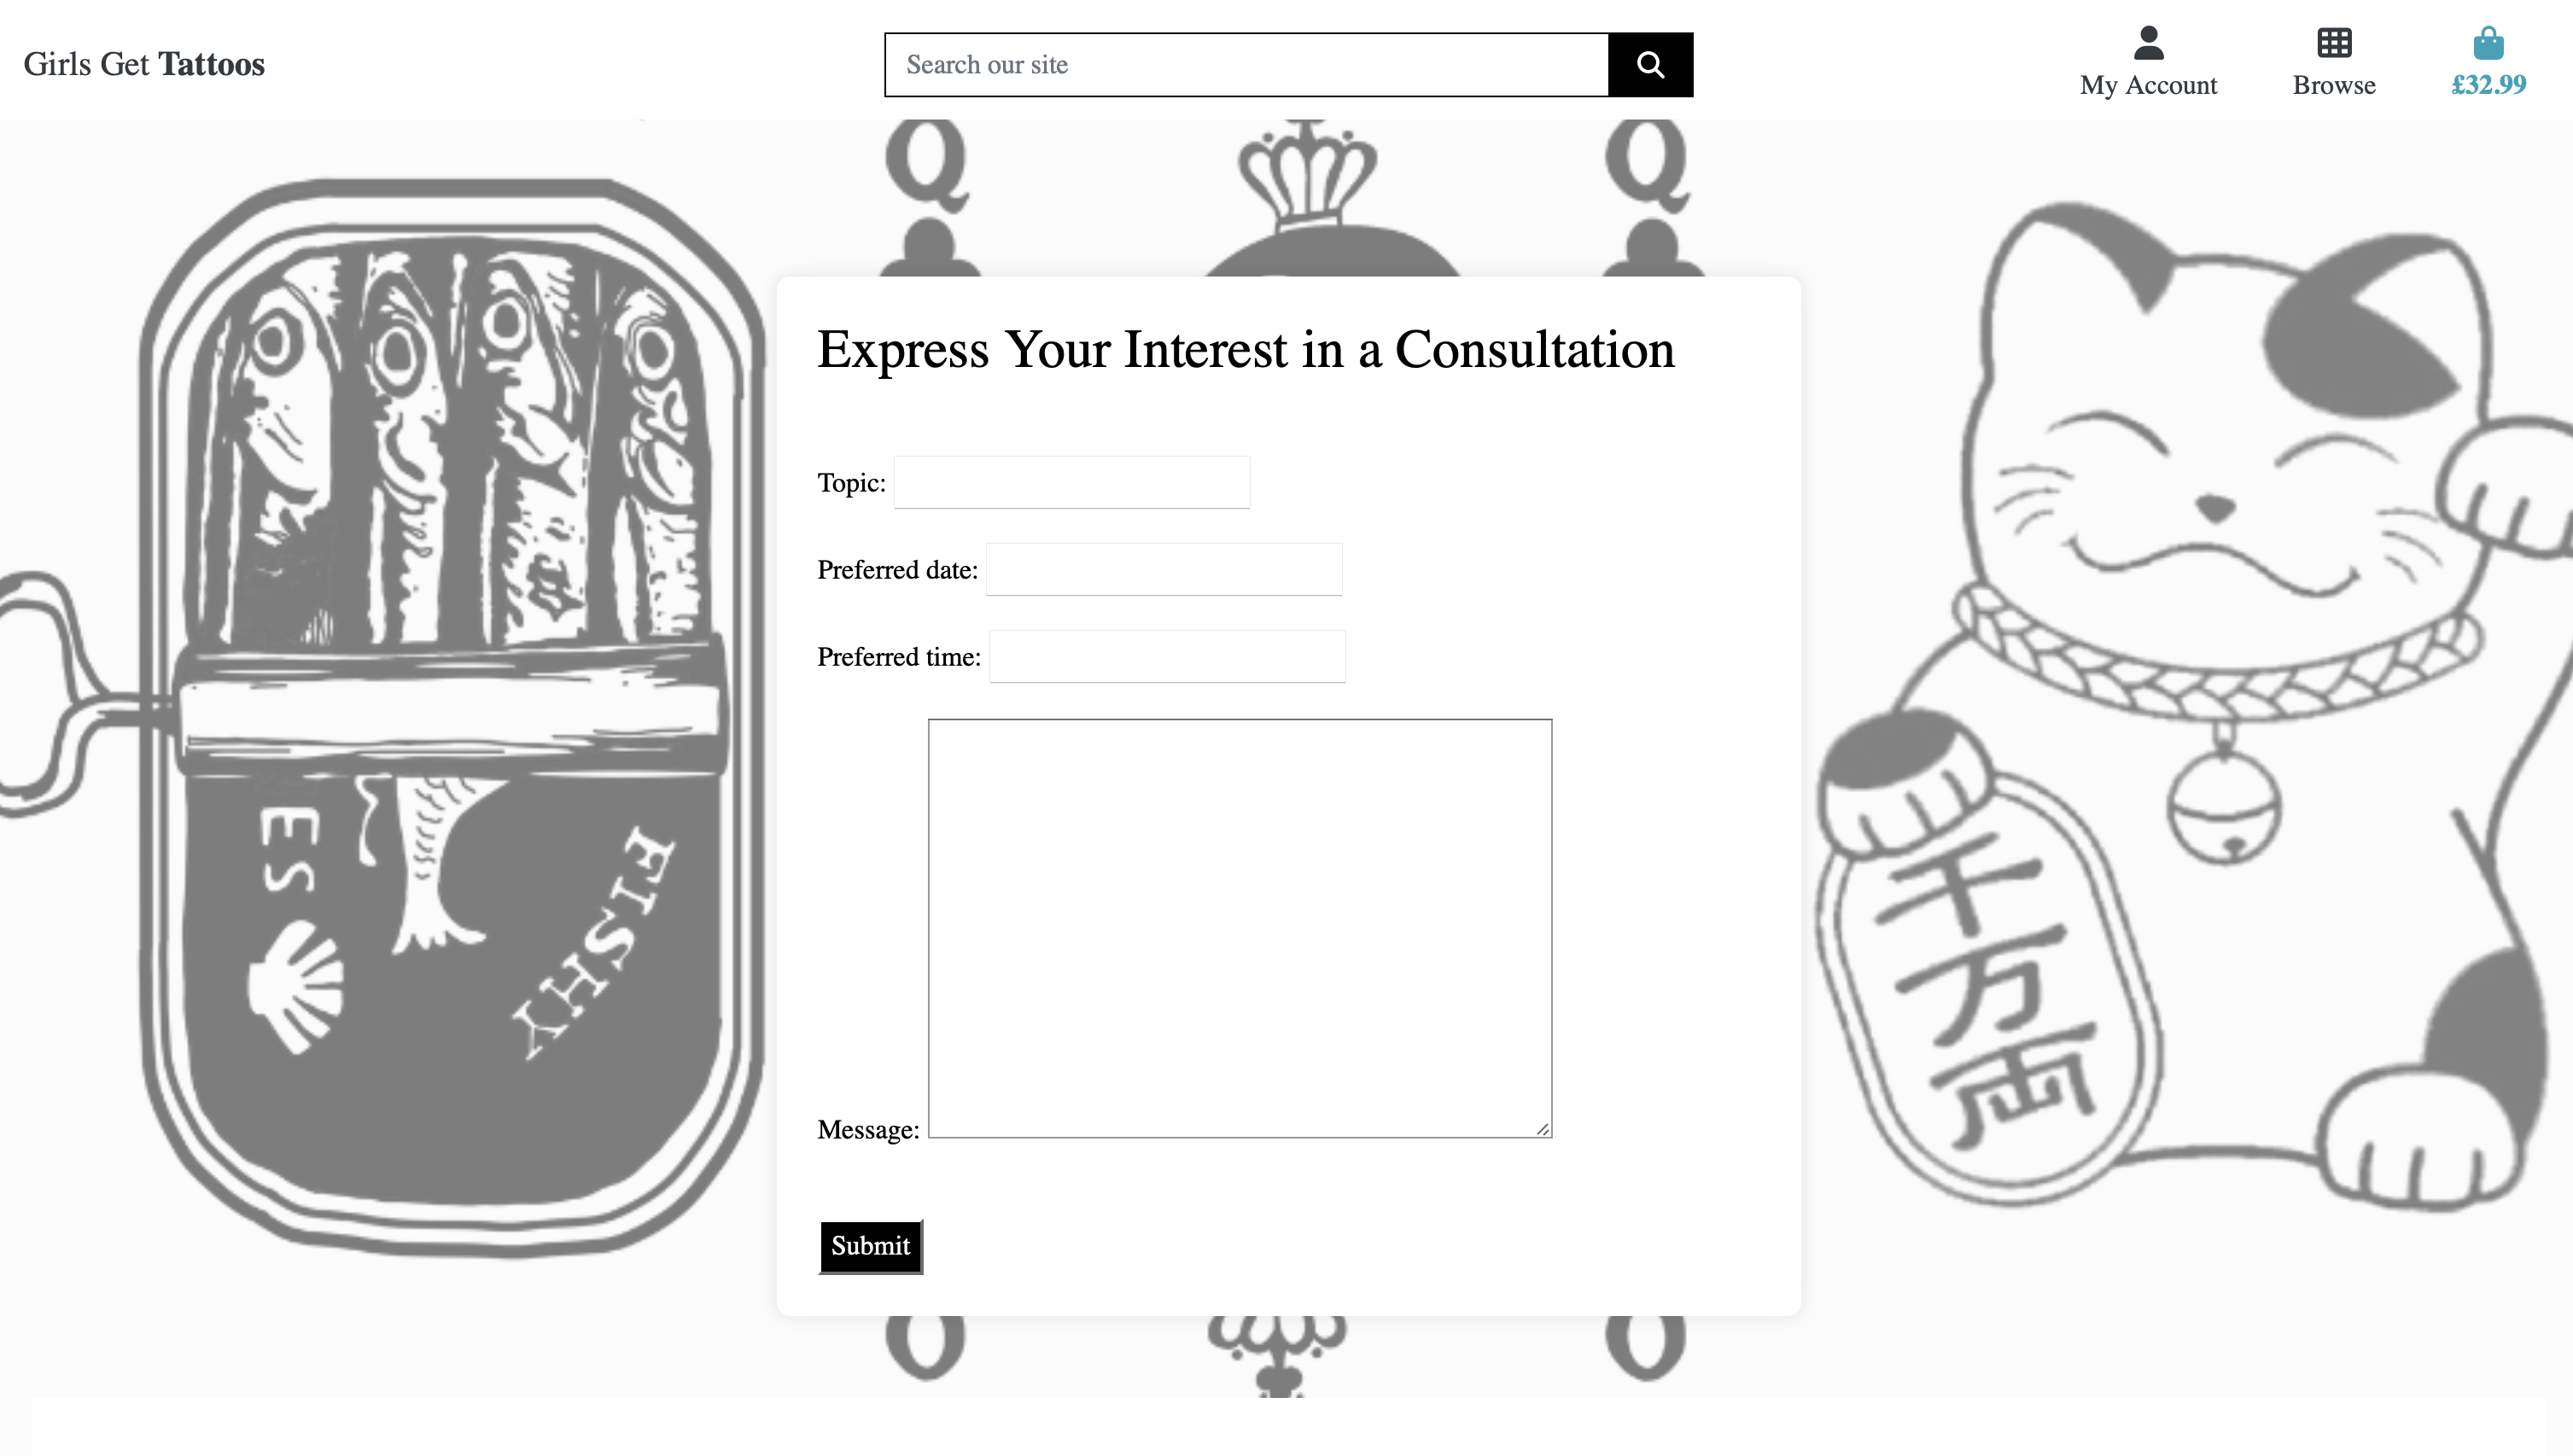 Girls Get Tattoos
Search our site
My Account
Browse
£32.99
Q
Q
Express Your Interest in a Consultation
Topic:
Preferred date:
Preferred time:
Message:
Submit
ES
FISHY
千万両
Q
Q